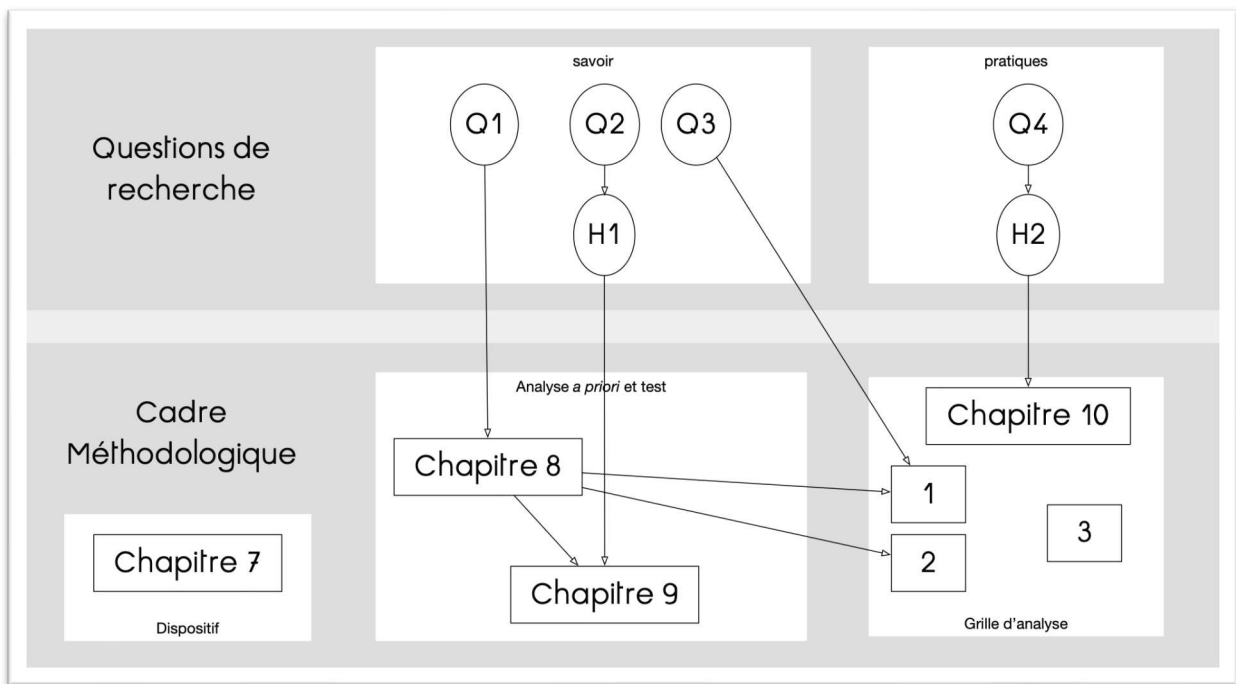 savoir
pratiques
Q1
Q2
Q3
Q4
Questions de
recherche
H1
H2
Analyse a priori et test
Cadre
Méthodologique
Chapitre 10
Chapitre 8
1
3
Chapitre 7
2
Chapitre 9
Dispositif
Grille d'analyse